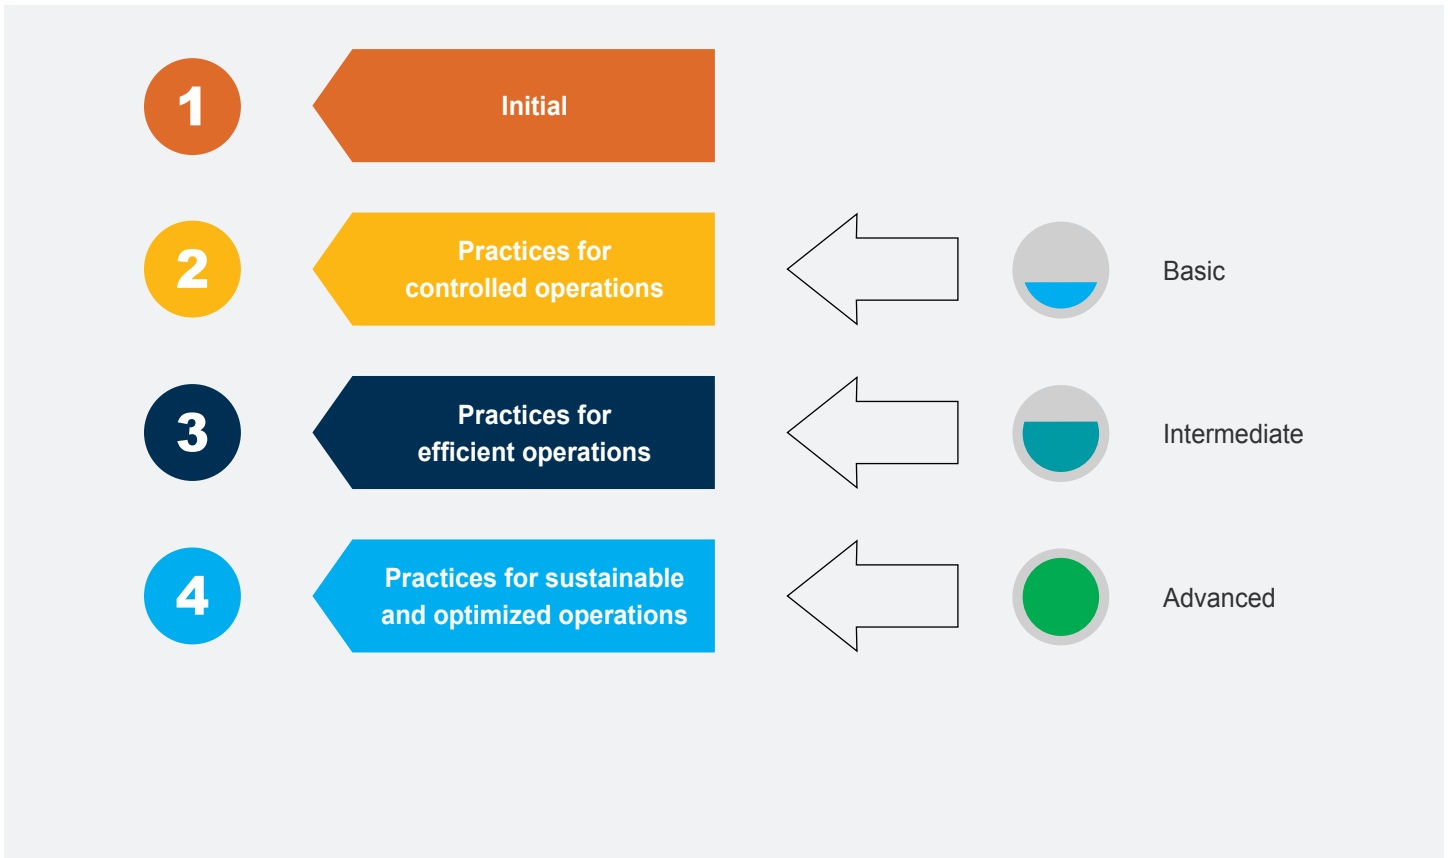 1
Initial
2
Practices for
controlled operations
Basic
3
Practices for
efficient operations
Intermediate
4
Practices for sustainable
and optimized operations
Advanced